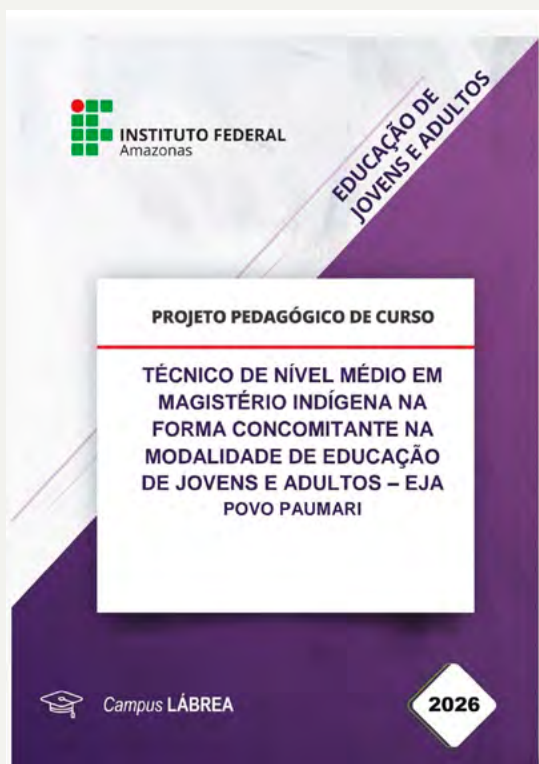 INSTITUTO FEDERAL
Amazonas
EDUCAÇÃO DE
JOVENS E ADULTOS
PROJETO PEDAGÓGICO DE CURSO
TÉCNICO DE NÍVEL MÉDIO EM
MAGISTÉRIO INDÍGENA NA
FORMA CONCOMITANTE NA
MODALIDADE DE EDUCAÇÃO
DE JOVENS E ADULTOS – EJA
POVO PAUMARI
Campus LÁBREA
2026